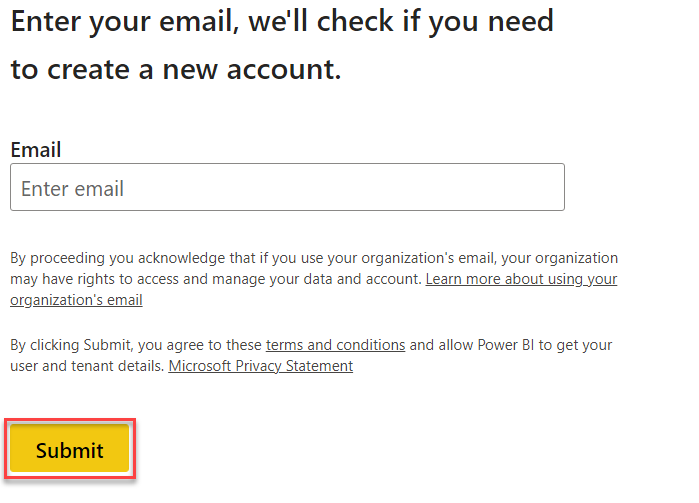 Enter your email, we'll check if you need
to create a new account.
Email
Enter email
By proceeding you acknowledge that if you use your organization's email, your organization
may have rights to access and manage your data and account. Learn more about using your
organization's email
By clicking Submit, you agree to these terms and conditions and allow Power BI to get your
user and tenant details. Microsoft Privacy Statement
Submit